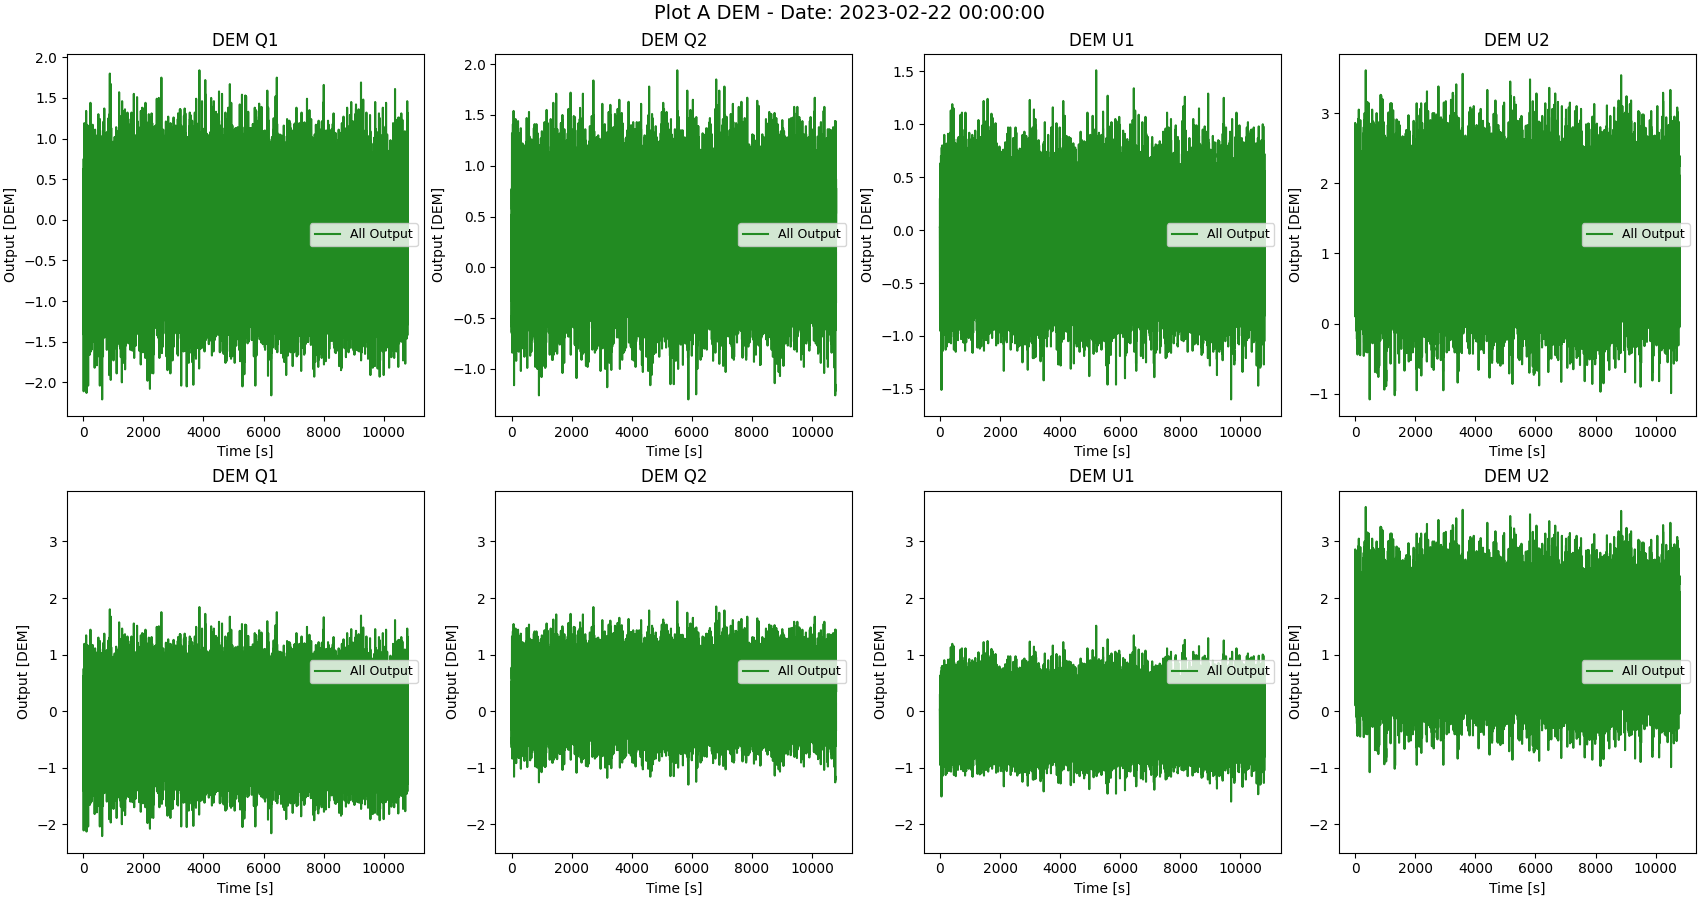 Plot A DEM - Date: 2023-02-22 00:00:00
DEM Q1
DEM Q2
DEM U1
DEM U2
Output [DEM]
2.0
1.5
1.0
0.5
0.0
−0.5
−1.0
−1.5
−2.0
All Output
0 2000 4000 6000 8000 10000
Time [s]
Output [DEM]
2.0
1.5
1.0
0.5
0.0
−0.5
−1.0
All Output
0 2000 4000 6000 8000 10000
Time [s]
Output [DEM]
1.5
1.0
0.5
0.0
−0.5
−1.0
−1.5
All Output
0 2000 4000 6000 8000 10000
Time [s]
Output [DEM]
3
2
1
0
−1
All Output
0 2000 4000 6000 8000 10000
Time [s]
DEM Q1
DEM Q2
DEM U1
DEM U2
Output [DEM]
3
2
1
0
−1
−2
All Output
0 2000 4000 6000 8000 10000
Time [s]
Output [DEM]
3
2
1
0
−1
−2
All Output
0 2000 4000 6000 8000 10000
Time [s]
Output [DEM]
3
2
1
0
−1
−2
All Output
0 2000 4000 6000 8000 10000
Time [s]
Output [DEM]
3
2
1
0
−1
−2
All Output
0 2000 4000 6000 8000 10000
Time [s]